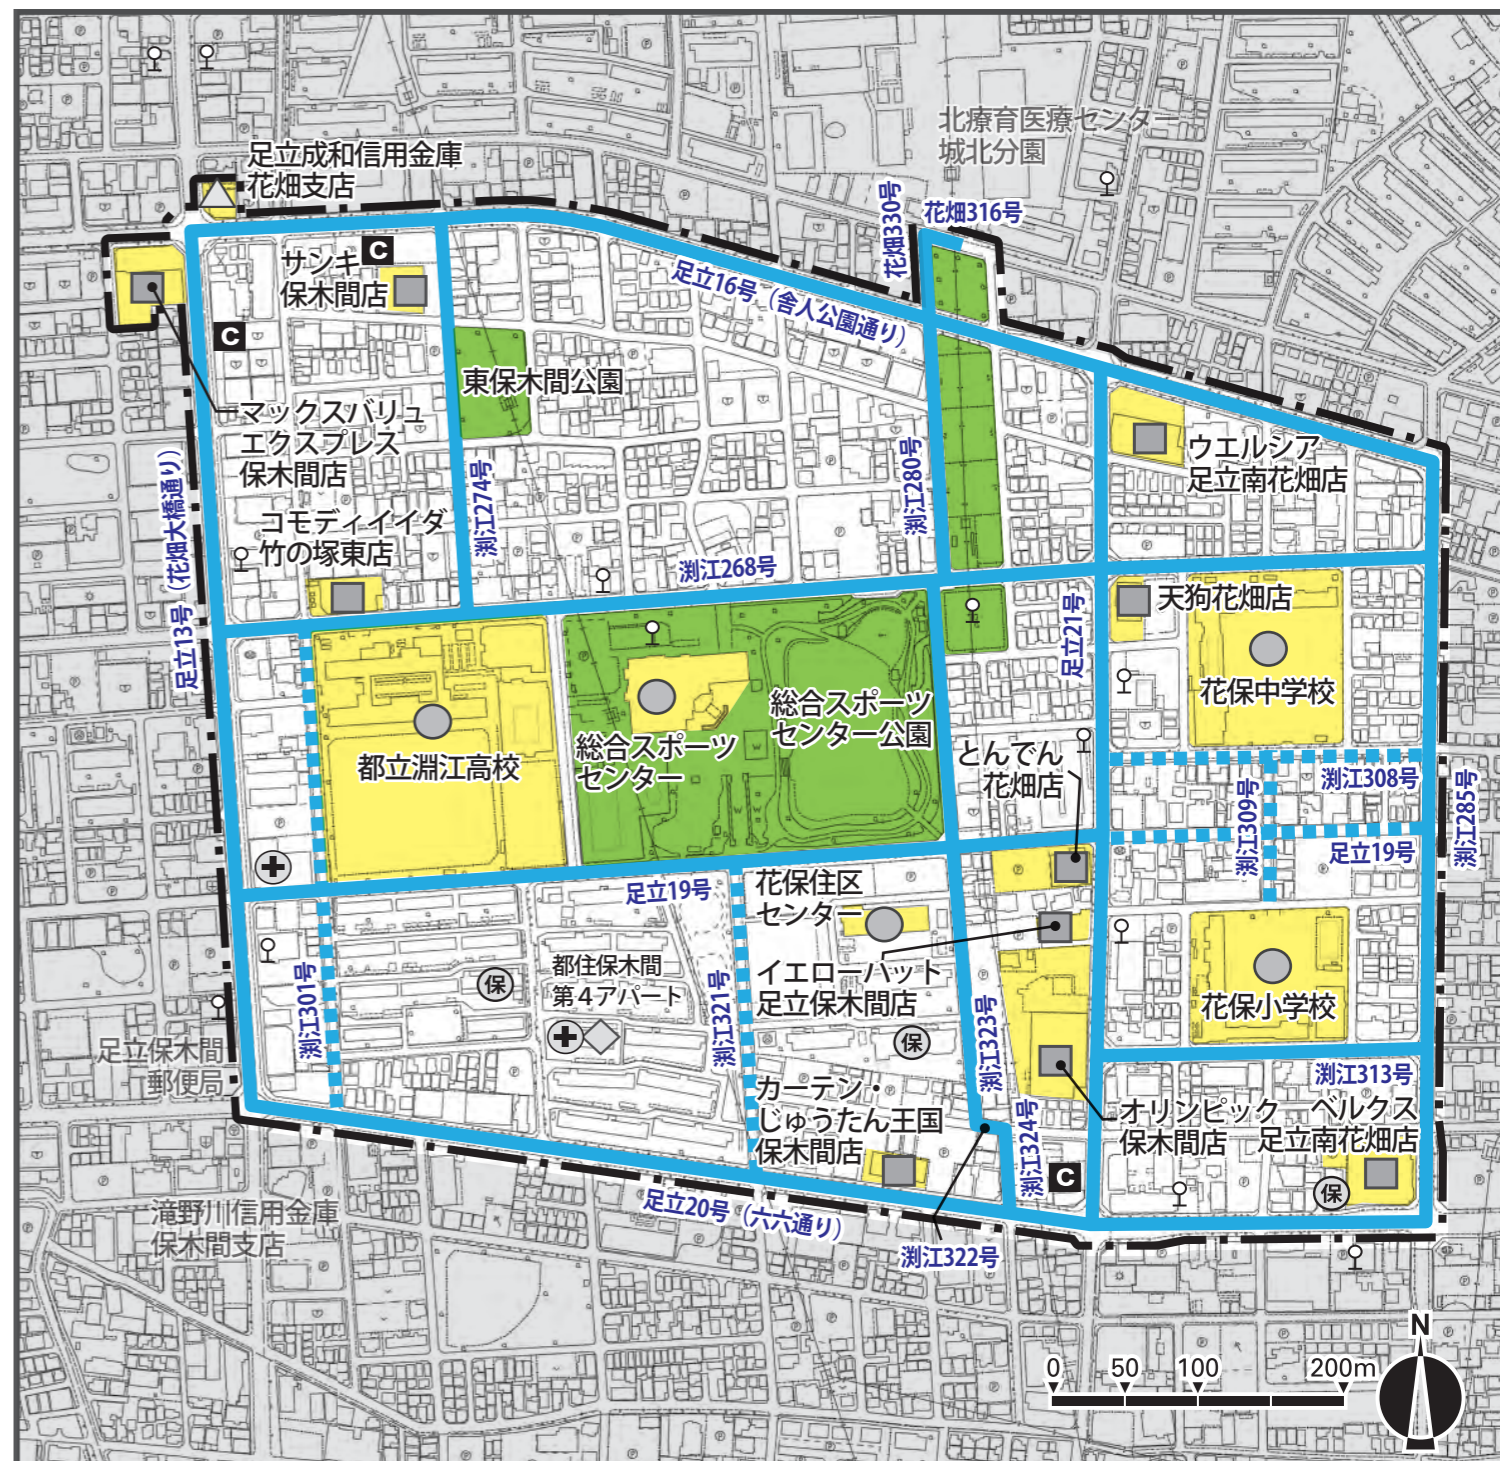 北療育医療センター
城北分園
足立成和信用金庫
花畑支店
花畑330号
花畑316号
サンキ
保木間店
C
足立16号（舎人公園通り）
C
東保木間公園
マックスバリュ
エクスプレス
保木間店
ウエルシア
足立南花畑店
足立13号（花畑大橋通り）
渕江274号
渕江280号
コモディイイダ
竹の塚東店
渕江268号
足立21号
天狗花畑店
花保中学校
総合スポーツ
センター公園
総合スポーツ
センター
都立淵江高校
とんでん
花畑店
渕江308号
渕江309号
渕江285号
足立19号
足立19号
花保住区
センター
都住保木間
第4アパート
保
イエローハット
足立保木間店
花保小学校
渕江301号
渕江321号
渕江323号
保
足立保木間
郵便局
渕江313号
カーテン・
じゅうたん王国
保木間店
オリンピック
保木間店
ベルクス
足立南花畑店
渕江324号
C
保
足立20号（六六通り）
滝野川信用金庫
保木間支店
渕江322号
N
0 50 100 200m